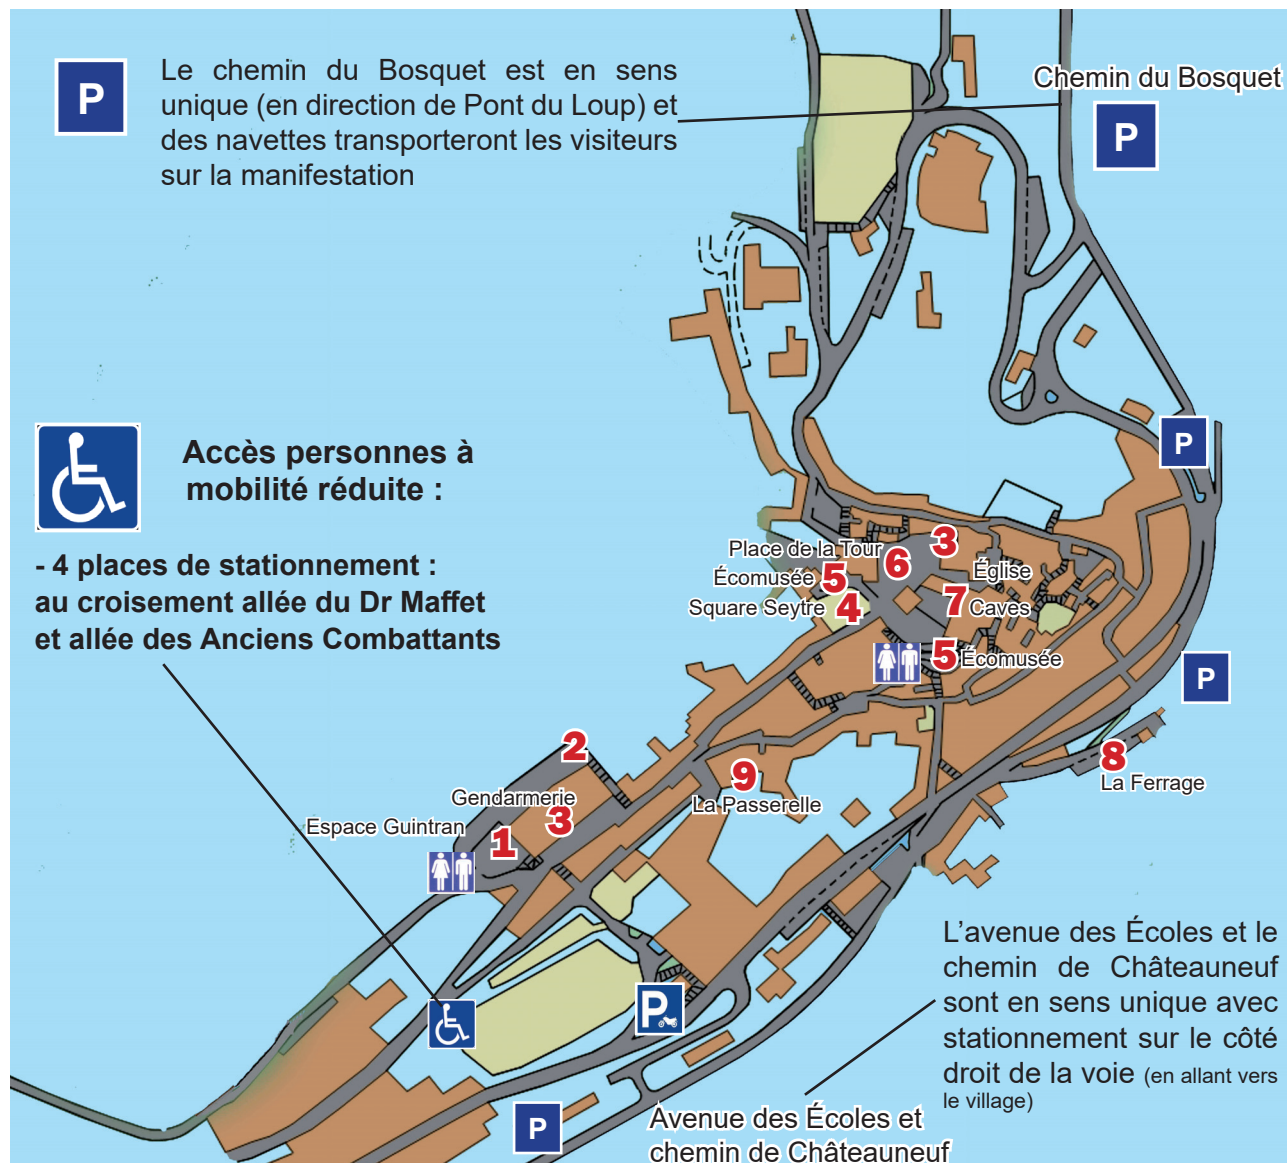 P
Le chemin du Bosquet est en sens
unique (en direction de Pont du Loup) et
des navettes transporteront les visiteurs
sur la manifestation
Chemin du Bosquet
P
P
Accès personnes à
mobilité réduite :
- 4 places de stationnement :
au croisement allée du Dr Maffet
et allée des Anciens Combattants
Place de la Tour
6
3
Église
Écomusée
5
Square Seytre
4
7
Caves
5
Écomusée
P
2
9
La Passerelle
8
La Ferrage
Gendarmerie
3
Espace Guintran
1
P
P
L’avenue des Écoles et le
chemin de Châteauneuf
sont en sens unique avec
stationnement sur le côté
droit de la voie (en allant vers
le village)
Avenue des Écoles et
chemin de Châteauneuf